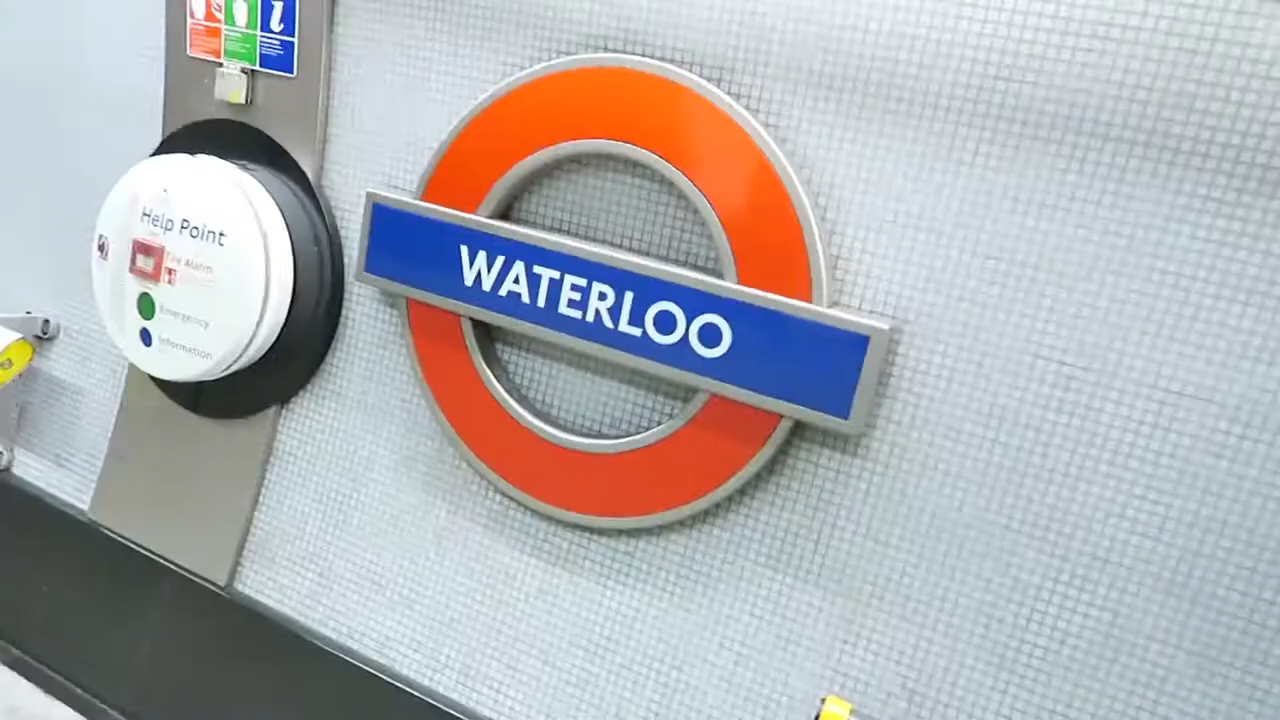 Help Point
Fire Alarm
Emergency
Information
WATERLOO